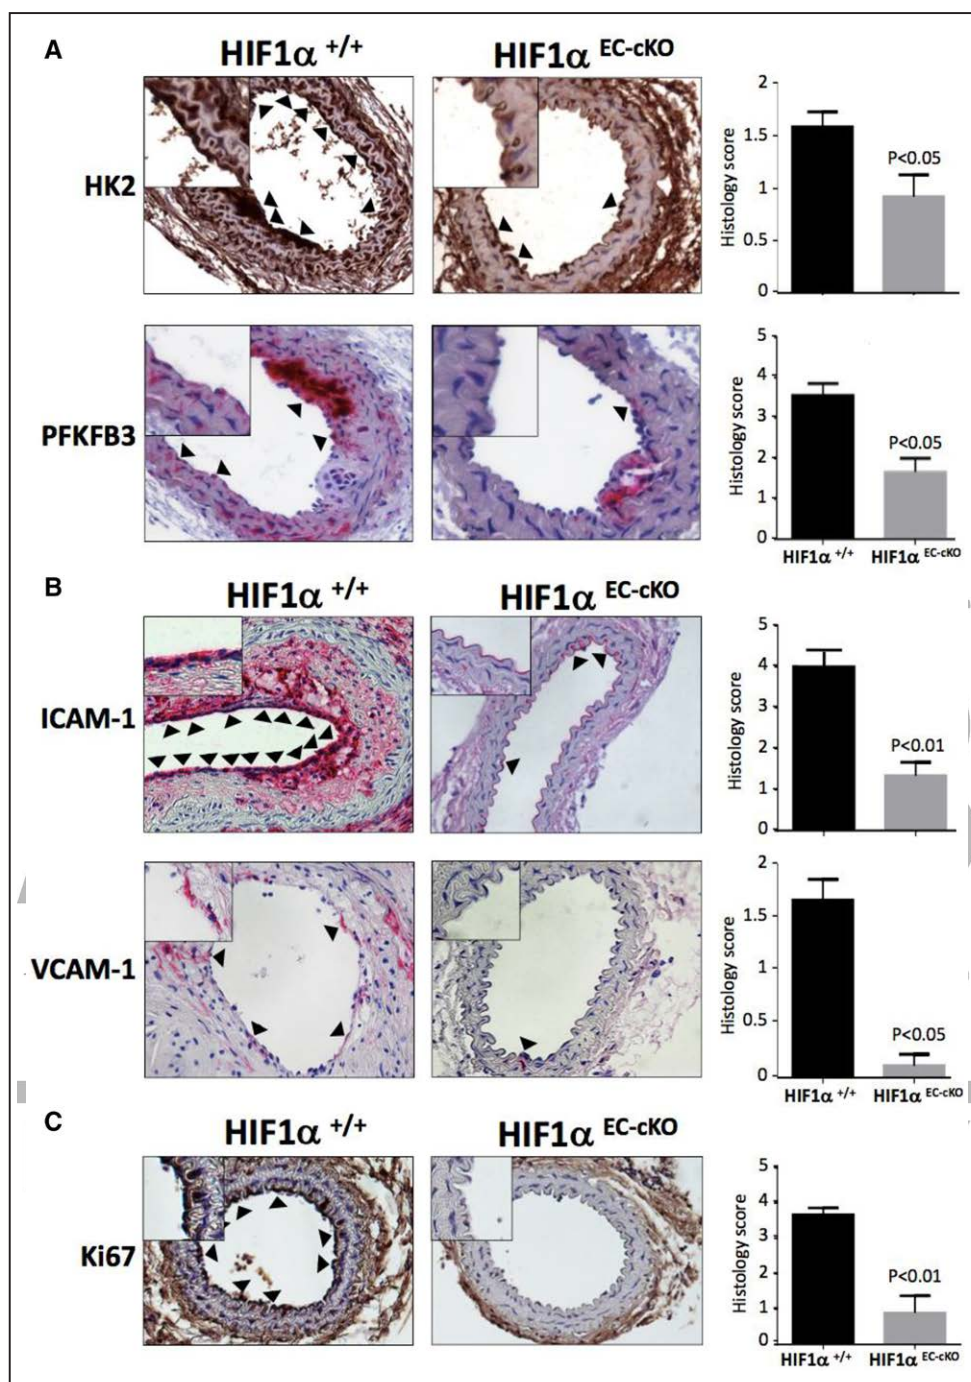 A
HIF1α +/+
HIF1α EC-cKO
HK2
Histology score
2
1.5
1
0.5
0
P<0.05
PFKFB3
Histology score
5
4
3
2
1
0
P<0.05
HIF1α +/+
HIF1α EC-cKO
B
HIF1α +/+
HIF1α EC-cKO
ICAM-1
Histology score
5
4
3
2
1
0
P<0.01
VCAM-1
Histology score
2
1.5
1
0.5
0
P<0.05
HIF1α +/+
HIF1α EC-cKO
C
HIF1α +/+
HIF1α EC-cKO
Ki67
Histology score
5
4
3
2
1
0
P<0.01
HIF1α +/+
HIF1α EC-cKO